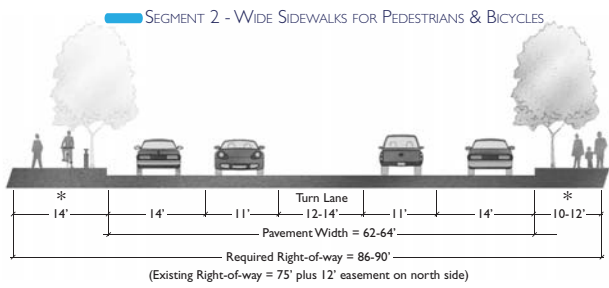 SEGMENT 2 - WIDE SIDEWALKS FOR PEDESTRIANS & BICYCLES
Turn Lane
* *
14' 14' 11' 12-14' 11' 14' 10-12'
Pavement Width = 62-64'
Required Right-of-way = 86-90'
(Existing Right-of-way = 75' plus 12' easement on north side)